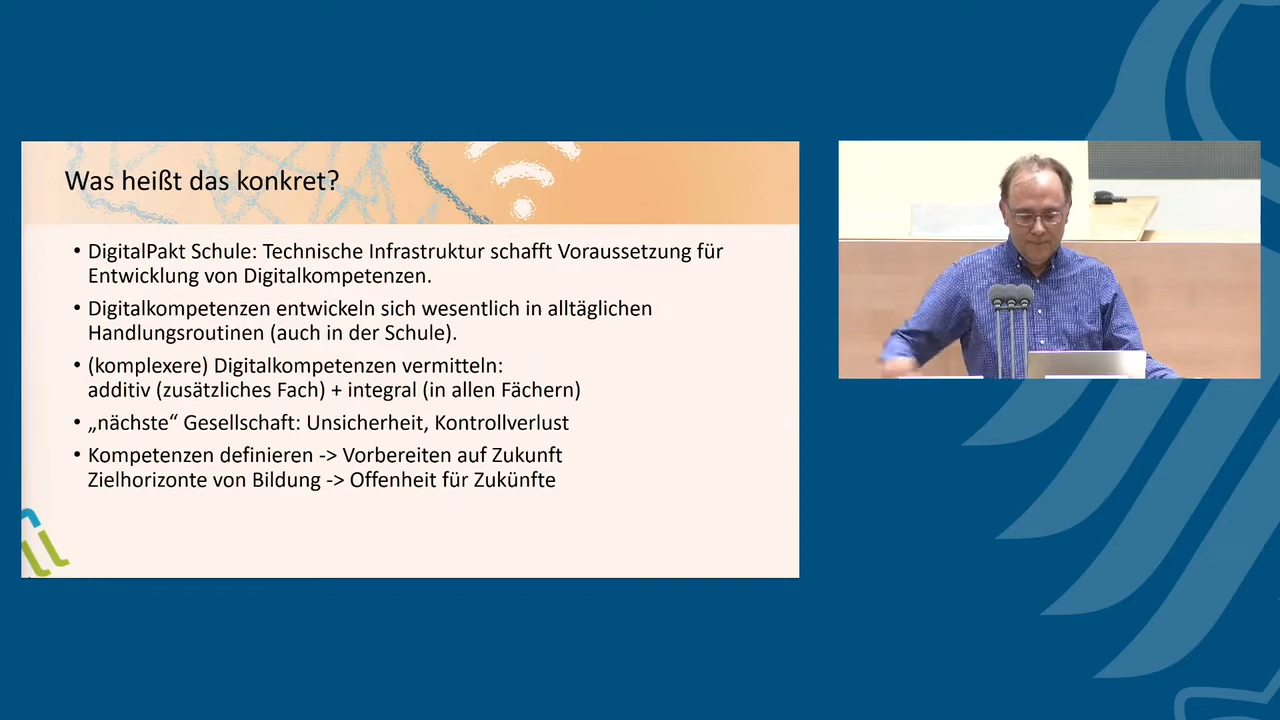 Was heißt das konkret?
• DigitalPakt Schule: Technische Infrastruktur schafft Voraussetzung für
Entwicklung von Digitalkompetenzen.
• Digitalkompetenzen entwickeln sich wesentlich in alltäglichen
Handlungsroutinen (auch in der Schule).
• (komplexere) Digitalkompetenzen vermitteln:
additiv (zusätzliches Fach) + integral (in allen Fächern)
• „nächste“ Gesellschaft: Unsicherheit, Kontrollverlust
• Kompetenzen definieren -> Vorbereiten auf Zukunft
Zielhorizonte von Bildung -> Offenheit für Zukünfte